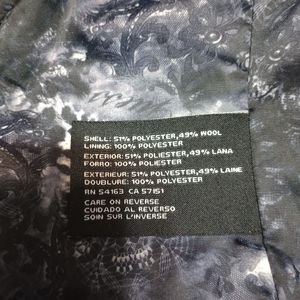 SHELL: 51% POLYESTER,49% WOOL
LINING: 100% POLYESTER
EXTERIOR: 51% POLIESTER,49% LANA
FORRO: 100% POLIESTER
EXTERIEUR: 51% POLYESTER,49% LAINE
DOUBLURE: 100% POLYESTER
RN 54163 CA 57151
CARE ON REVERSE
CUIDADO AL REVERSO
SOIN SUR L'INVERSE